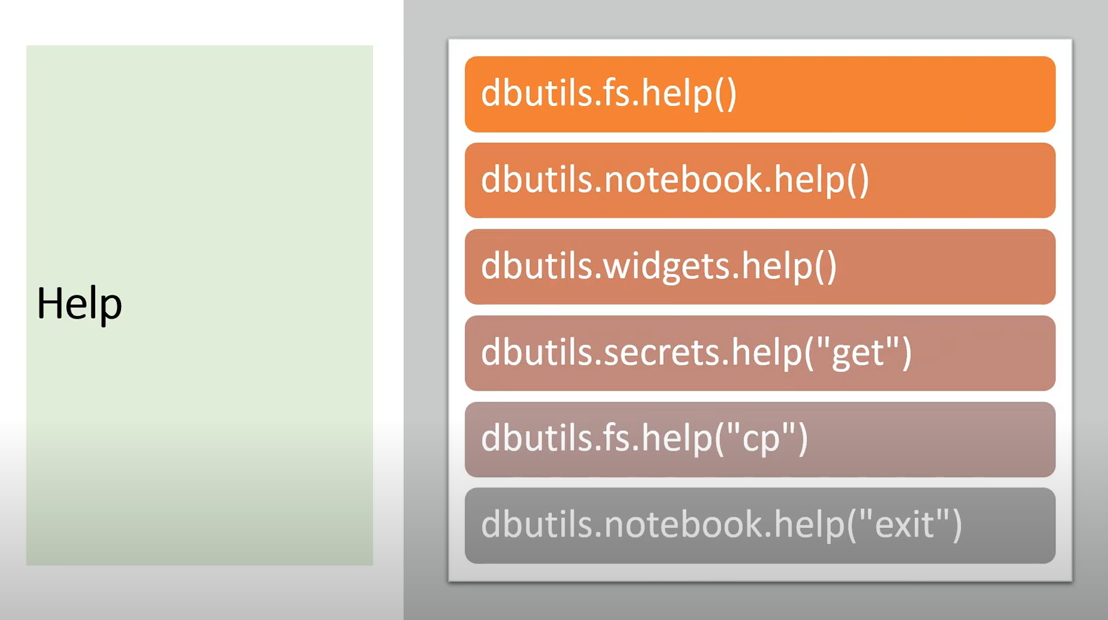 Help
dbutils.fs.help()
dbutils.notebook.help()
dbutils.widgets.help()
dbutils.secrets.help("get")
dbutils.fs.help("cp")
dbutils.notebook.help("exit")